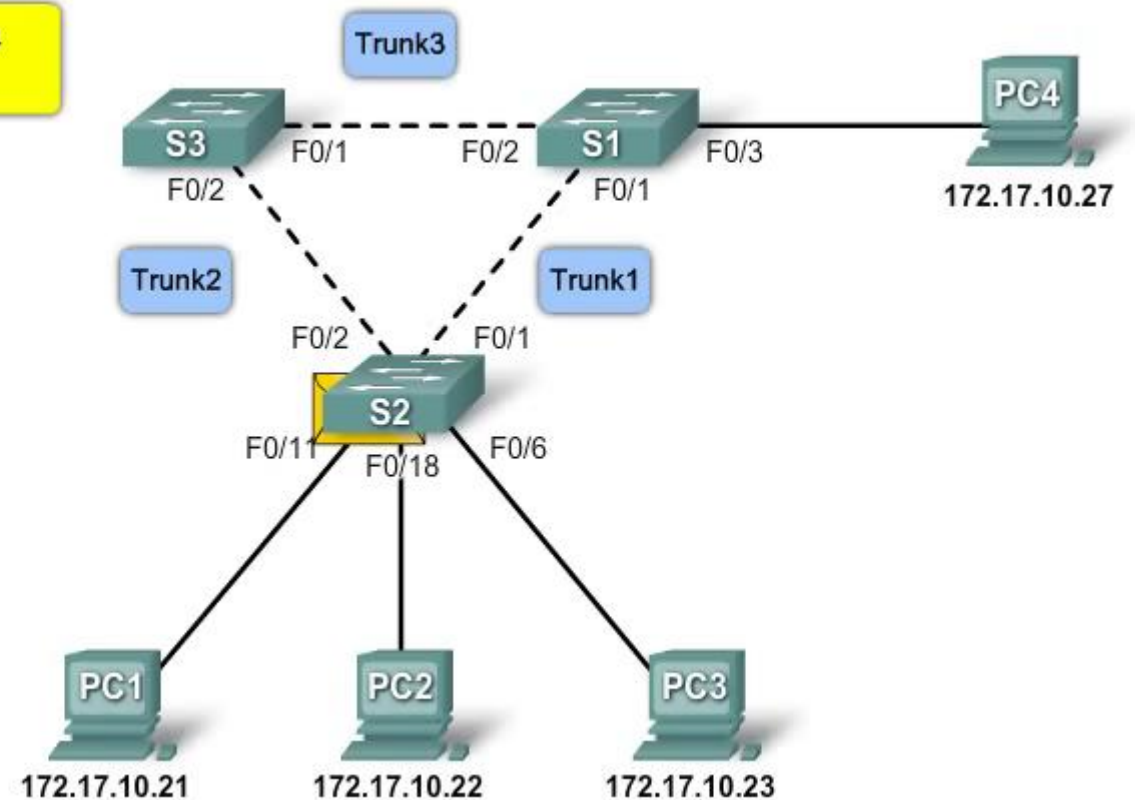 Trunk3
PC4
S3
S1
F0/1
F0/2
F0/3
F0/2
F0/1
172.17.10.27
Trunk2
Trunk1
F0/2
F0/1
S2
F0/11
F0/18
F0/6
PC1
PC2
PC3
172.17.10.21
172.17.10.22
172.17.10.23